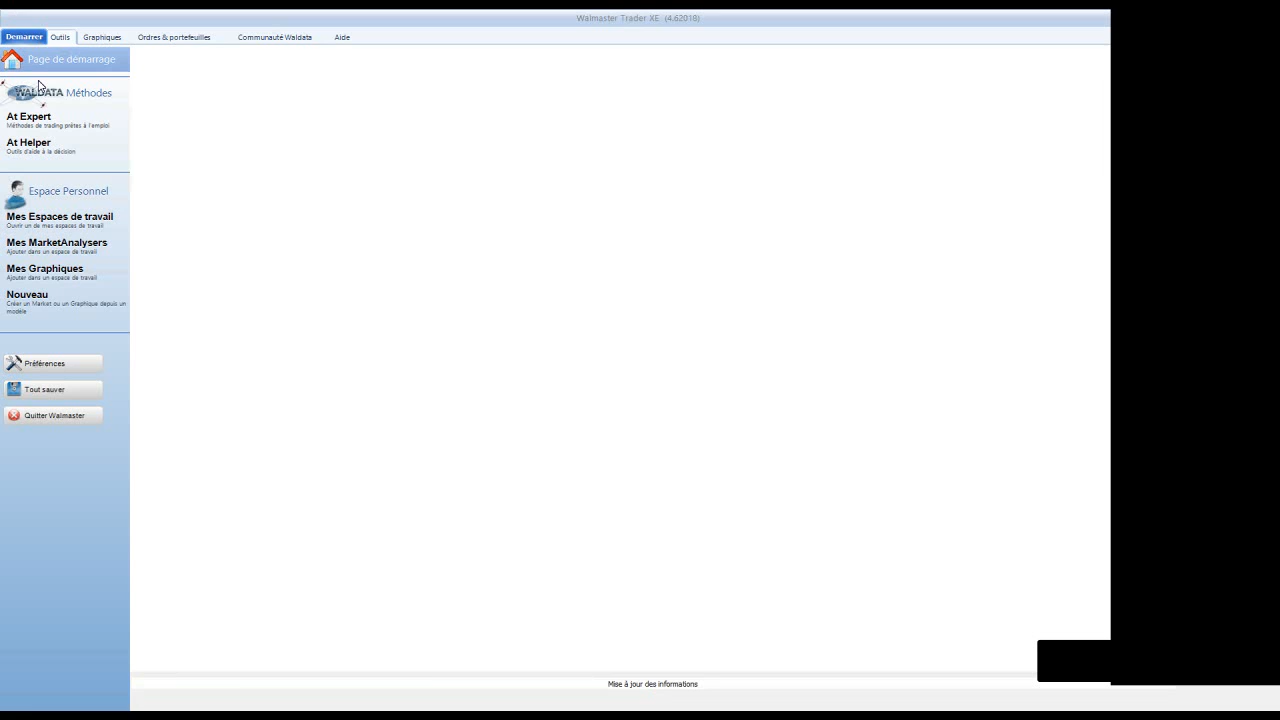 Walmaster Trader XE (4.62018)
Demarrer Outils Graphiques Ordres & portefeuilles Communauté Waldata Aide
Page de démarrage
WALDATA Méthodes
At Expert
Méthodes de trading prêtes à l'emploi
At Helper
Outils d'aide à la décision
Espace Personnel
Mes Espaces de travail
Ouvrir un de mes espaces de travail
Mes MarketAnalysers
Ajouter dans un espace de travail
Mes Graphiques
Ajouter dans un espace de travail
Nouveau
Créer un Market ou un Graphique depuis un
modèle
Préférences
Tout sauver
Quitter Walmaster
Mise à jour des informations